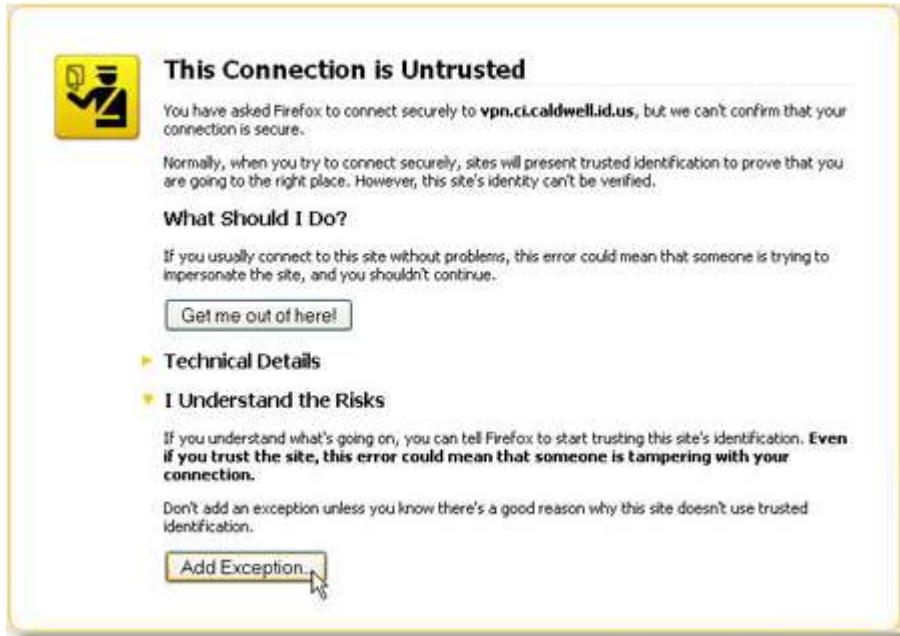 This Connection is Untrusted
You have asked Firefox to connect securely to vpn.ci.caldwell.id.us, but we can't confirm that your
connection is secure.
Normally, when you try to connect securely, sites will present trusted identification to prove that you
are going to the right place. However, this site's identity can't be verified.
What Should I Do?
If you usually connect to this site without problems, this error could mean that someone is trying to
impersonate the site, and you shouldn't continue.
Get me out of here!
Technical Details
I Understand the Risks
If you understand what's going on, you can tell Firefox to start trusting this site's identification. Even
if you trust the site, this error could mean that someone is tampering with your
connection.
Don't add an exception unless you know there's a good reason why this site doesn't use trusted
identification.
Add Exception...